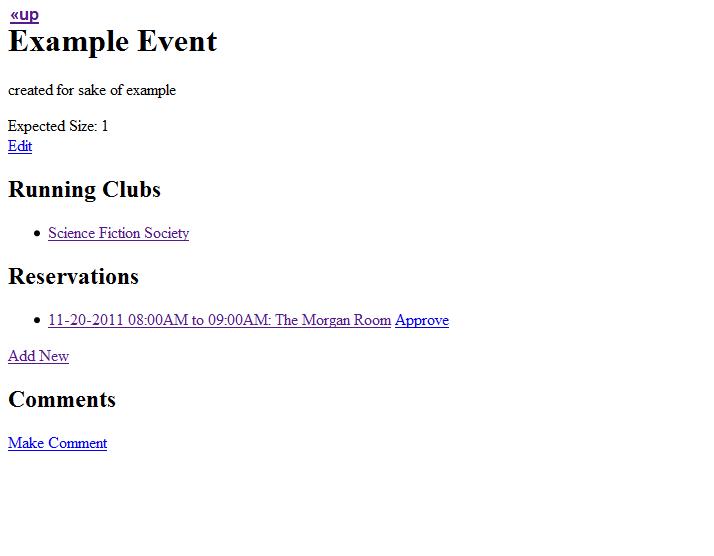 «up
Example Event
created for sake of example
Expected Size: 1
Edit
Running Clubs
Science Fiction Society
Reservations
11-20-2011 08:00AM to 09:00AM: The Morgan Room Approve
Add New
Comments
Make Comment